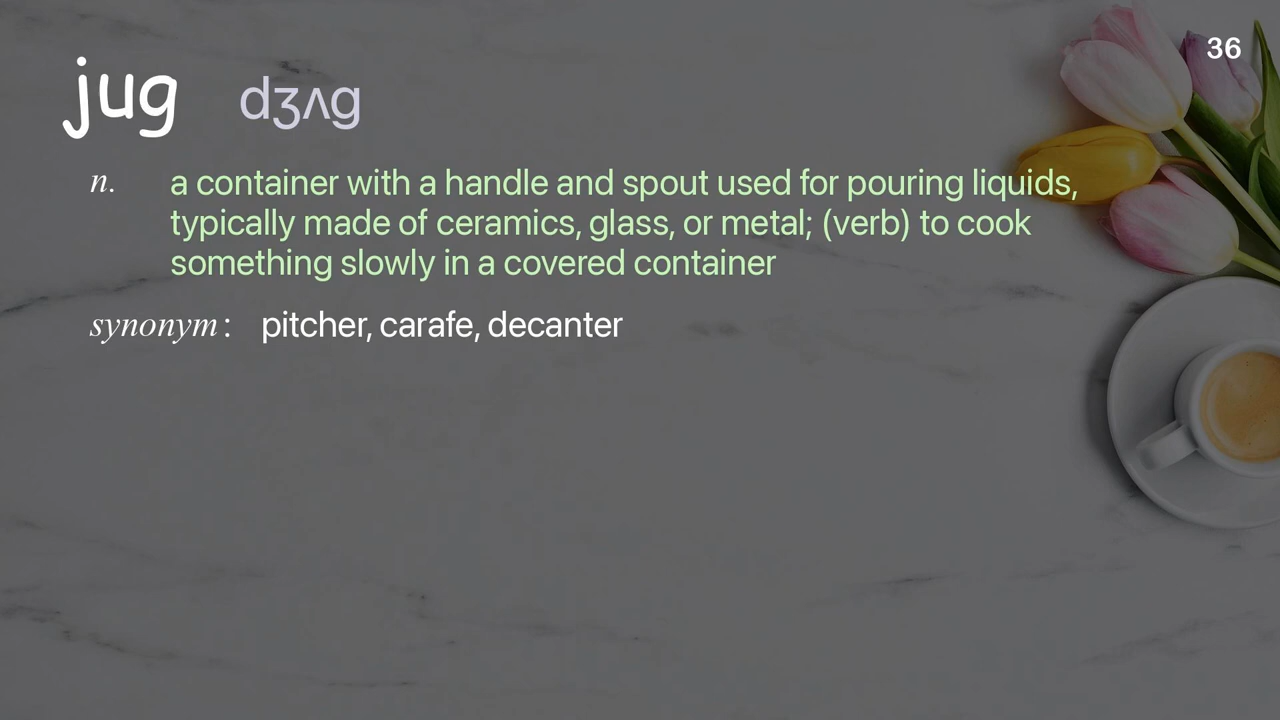 36
jug dʒʌg
n. a container with a handle and spout used for pouring liquids,
typically made of ceramics, glass, or metal; (verb) to cook
something slowly in a covered container
synonym : pitcher, carafe, decanter